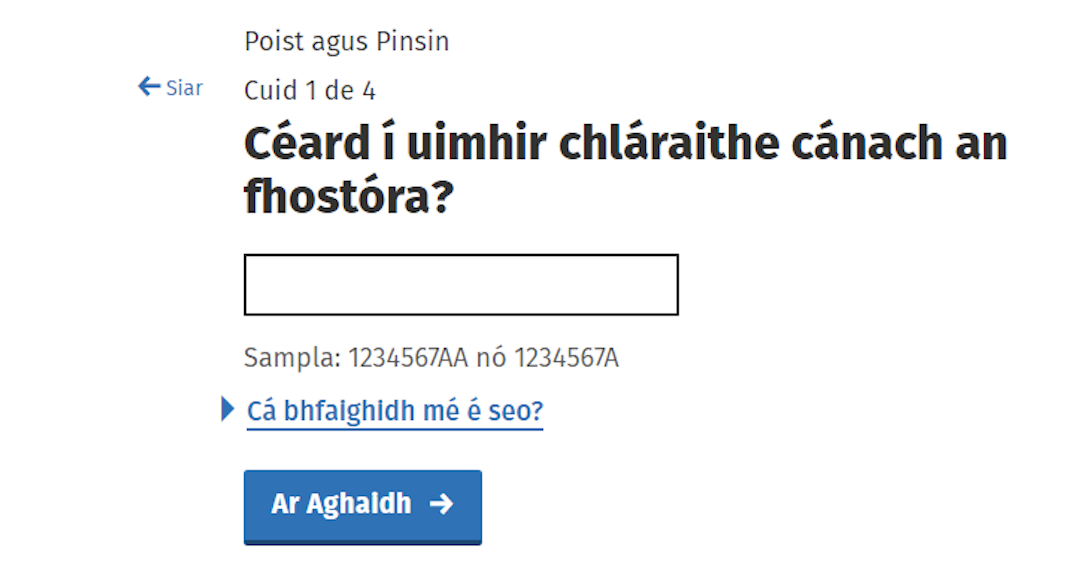 Poist agus Pinsin
Siar
Cuid 1 de 4
Céard í uimhir chláraithe cánach an
fhostóra?
Sampla: 1234567AA nó 1234567A
Cá bhfaighidh mé é seo?
Ar Aghaidh